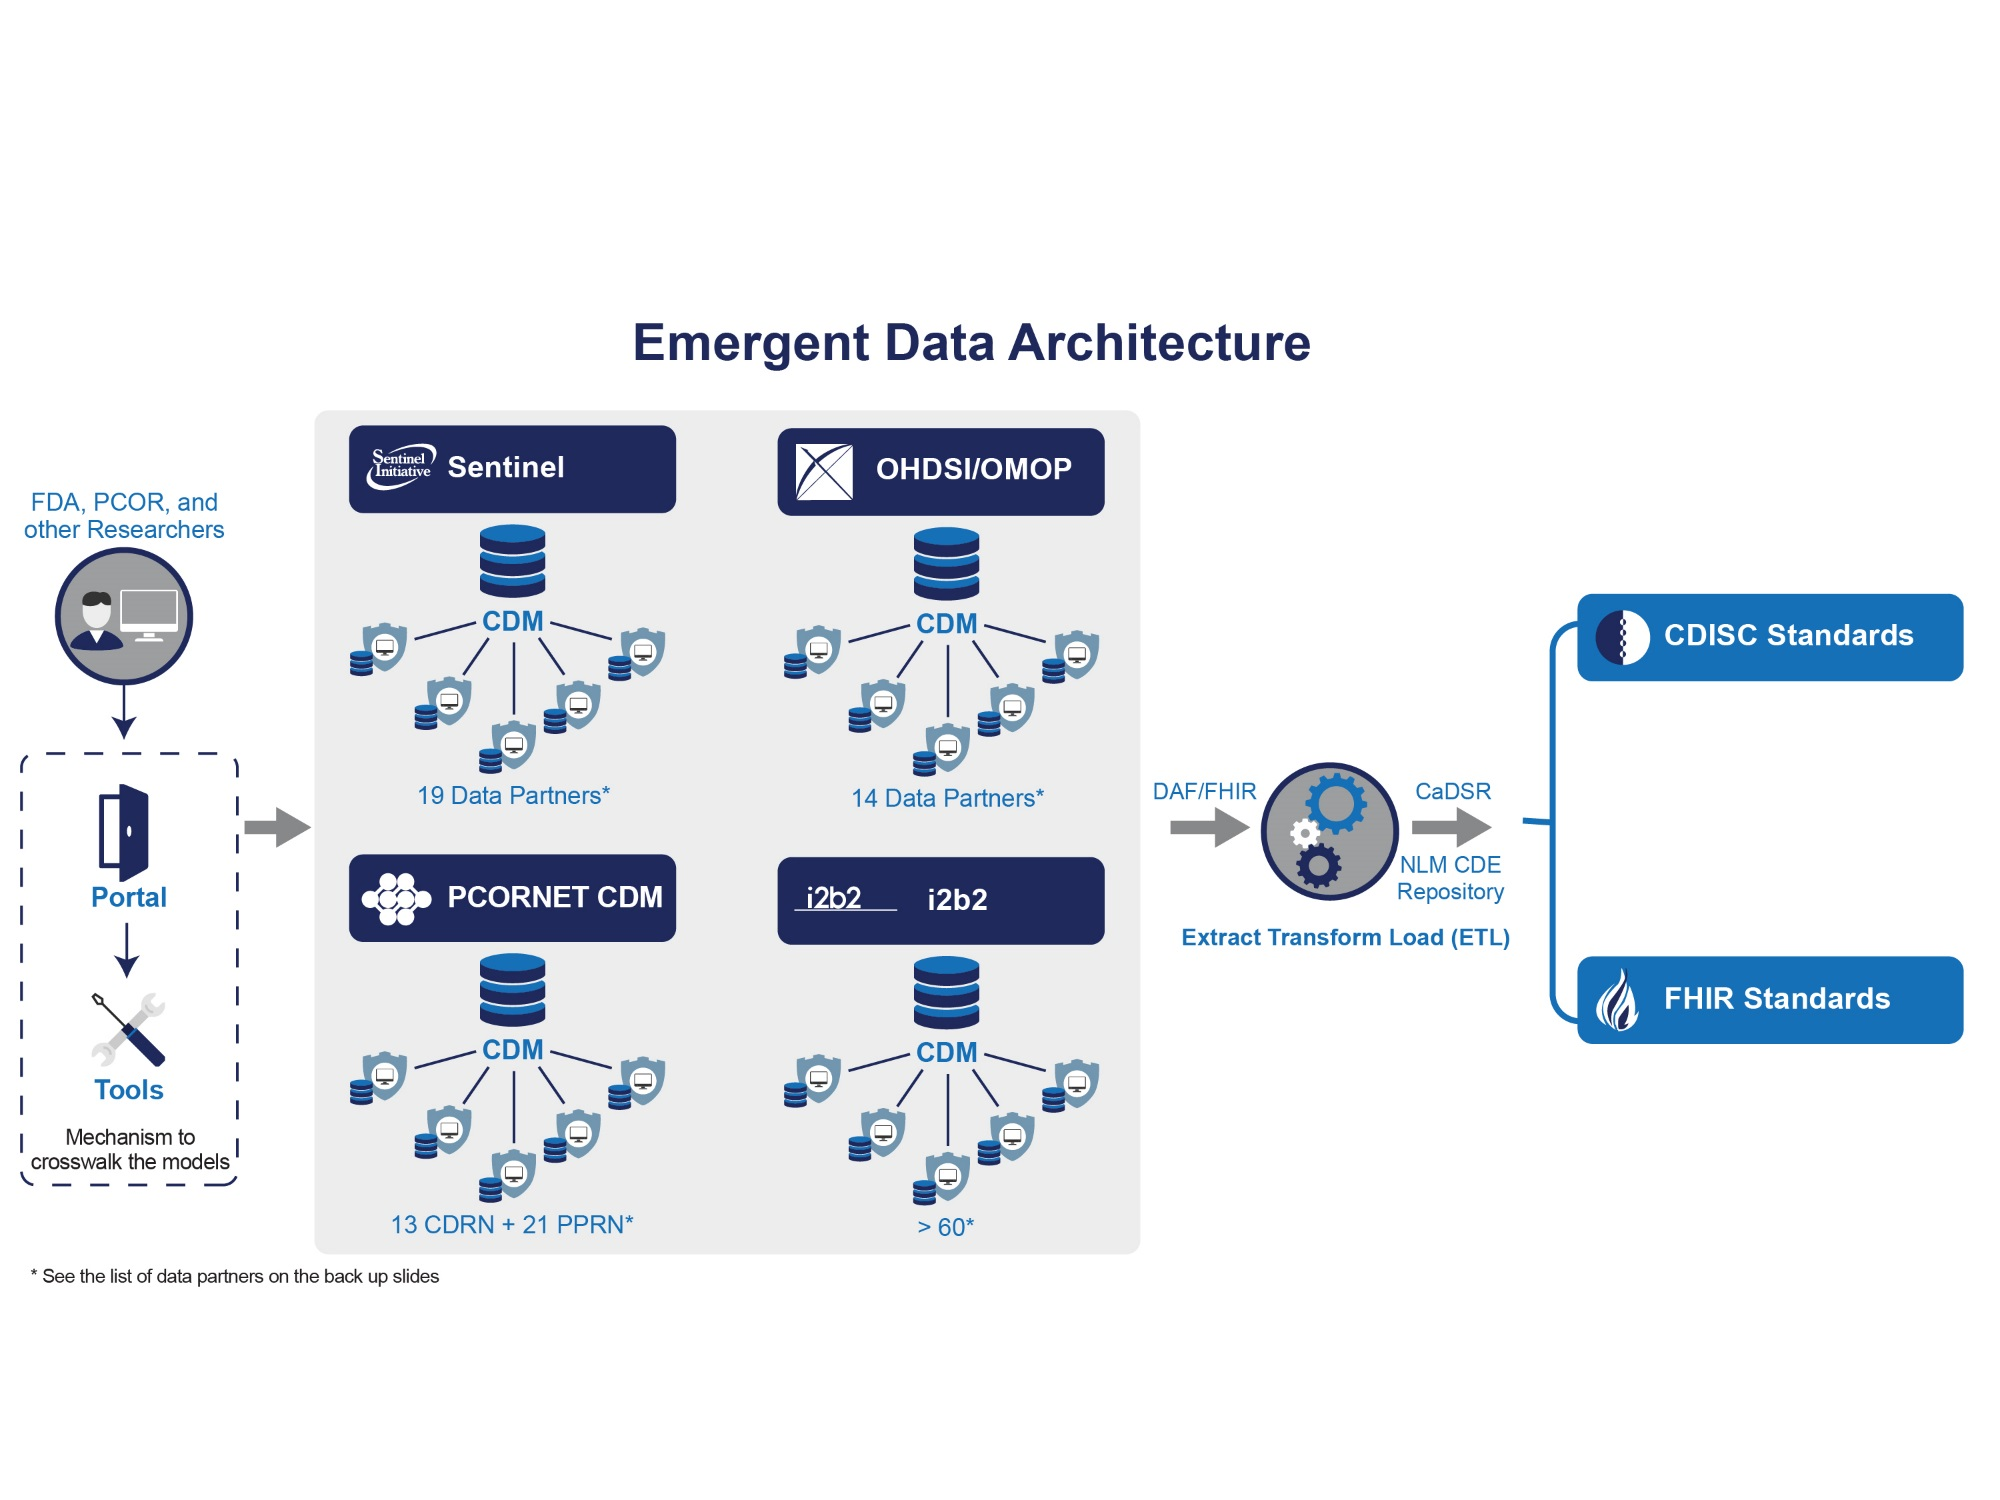 Emergent Data Architecture
FDA, PCOR, and
other Researchers
Portal
Tools
Mechanism to
crosswalk the models
Sentinel
Initiative
Sentinel
CDM
19 Data Partners*
OHDSI/OMOP
CDM
14 Data Partners*
PCORNET CDM
CDM
13 CDRN + 21 PPRN*
i2b2
i2b2
CDM
> 60*
DAF/FHIR
CaDSR
NLM CDE
Repository
Extract Transform Load (ETL)
CDISC Standards
FHIR Standards
* See the list of data partners on the back up slides